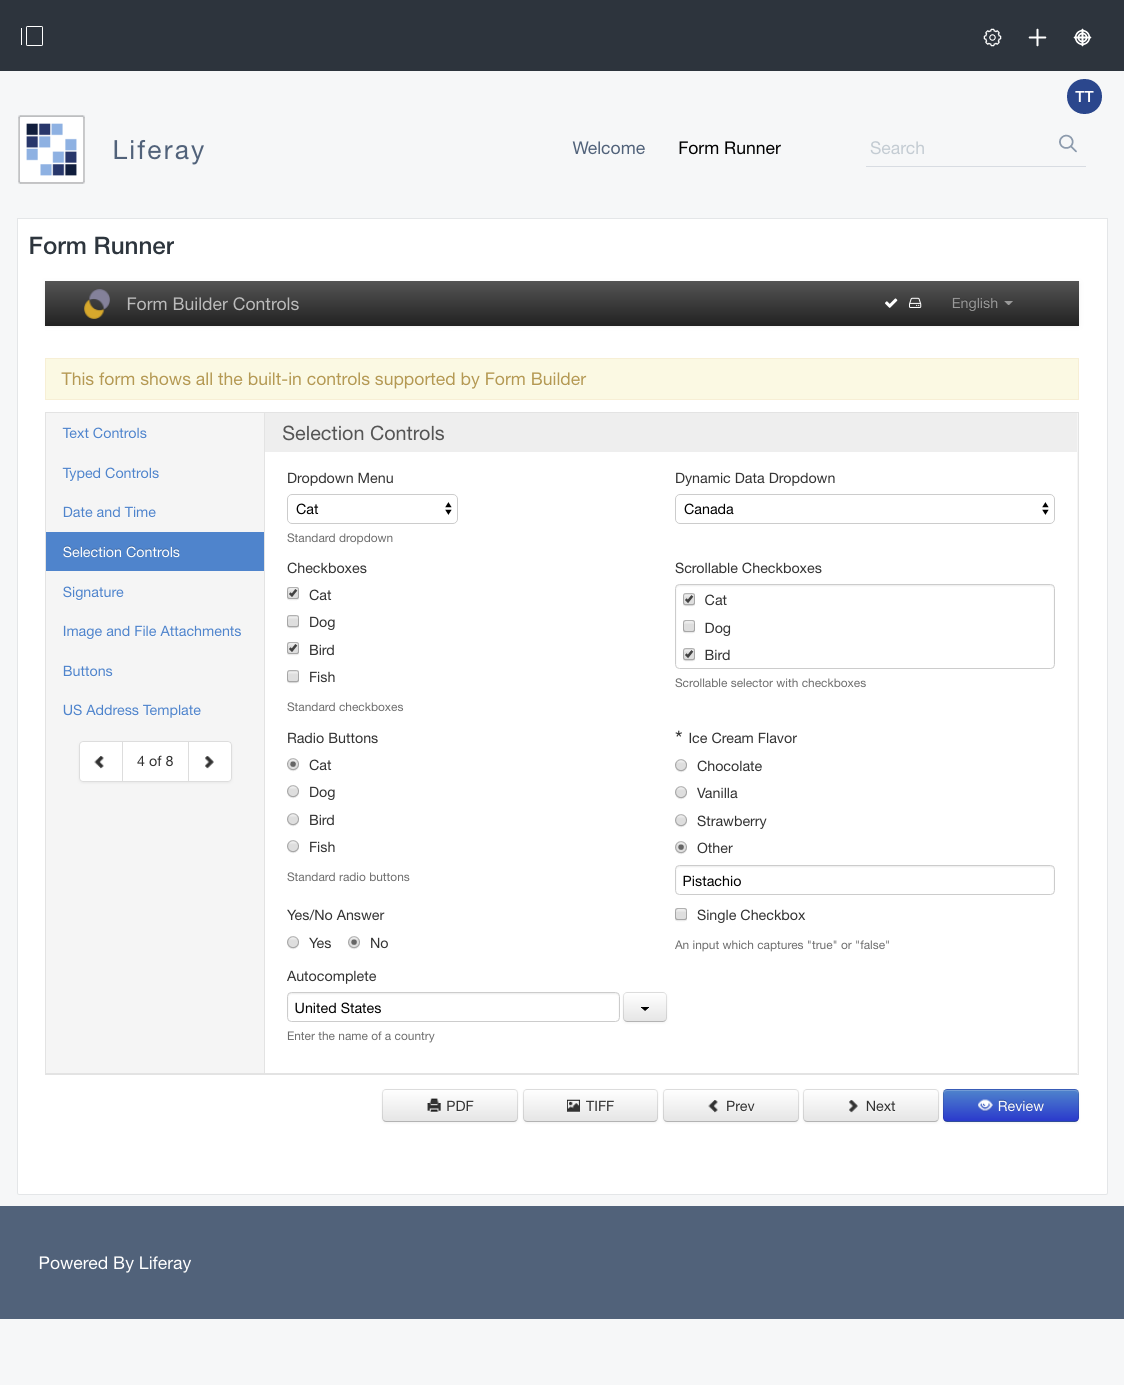 TT
Liferay
Welcome
Form Runner
Search
Form Runner
Form Builder Controls
English
This form shows all the built-in controls supported by Form Builder
Text Controls
Typed Controls
Date and Time
Selection Controls
Signature
Image and File Attachments
Buttons
US Address Template
4 of 8
Selection Controls
Dropdown Menu
Cat
Standard dropdown
Dynamic Data Dropdown
Canada
Checkboxes
Cat
Dog
Bird
Fish
Standard checkboxes
Scrollable Checkboxes
Cat
Dog
Bird
Scrollable selector with checkboxes
Radio Buttons
Cat
Dog
Bird
Fish
Standard radio buttons
* Ice Cream Flavor
Chocolate
Vanilla
Strawberry
Other
Pistachio
Yes/No Answer
Yes No
Single Checkbox
An input which captures "true" or "false"
Autocomplete
United States
Enter the name of a country
PDF
TIFF
Prev
Next
Review
Powered By Liferay